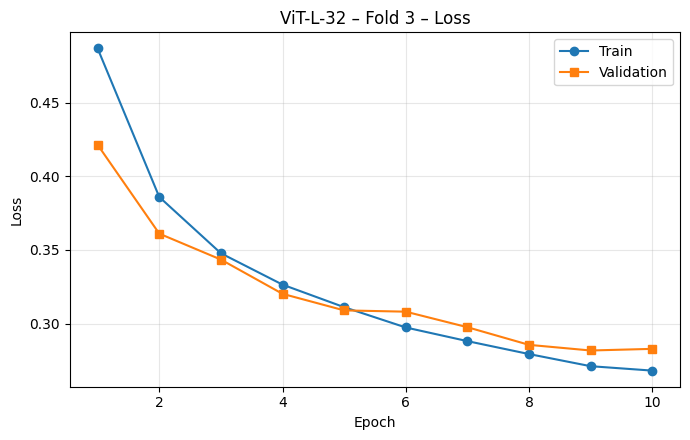 ViT-L-32 – Fold 3 – Loss
Train
Validation
0.45
0.40
0.35
0.30
Loss
2
4
6
8
10
Epoch